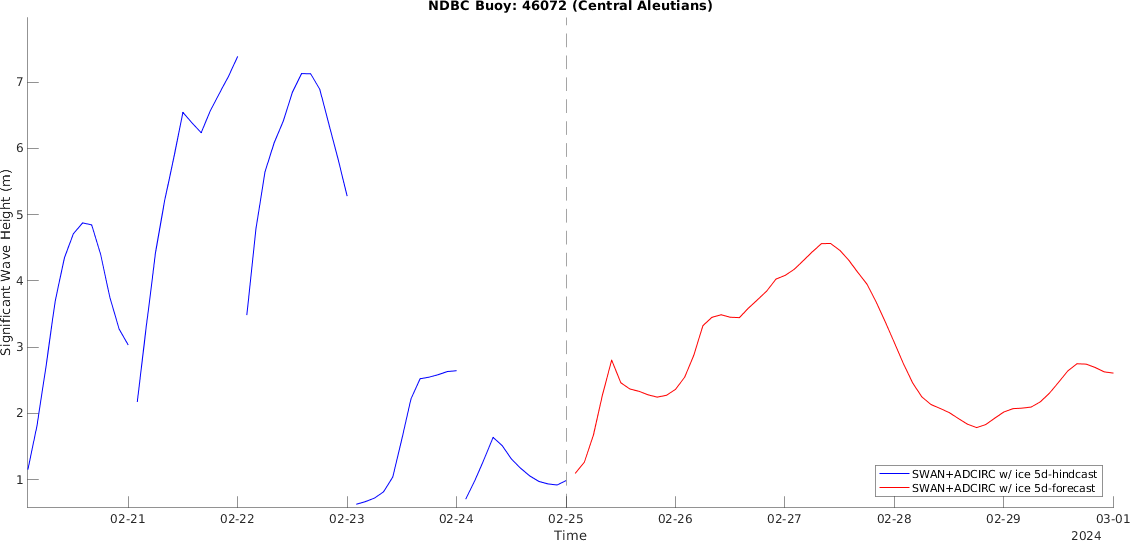 NDBC Buoy: 46072 (Central Aleutians)
Significant Wave Height (m)
7
6
5
4
3
2
1
SWAN+ADCIRC w/ ice 5d-hindcast
SWAN+ADCIRC w/ ice 5d-forecast
02-21 02-22 02-23 02-24 02-25 02-26 02-27 02-28 02-29 03-01
Time
2024